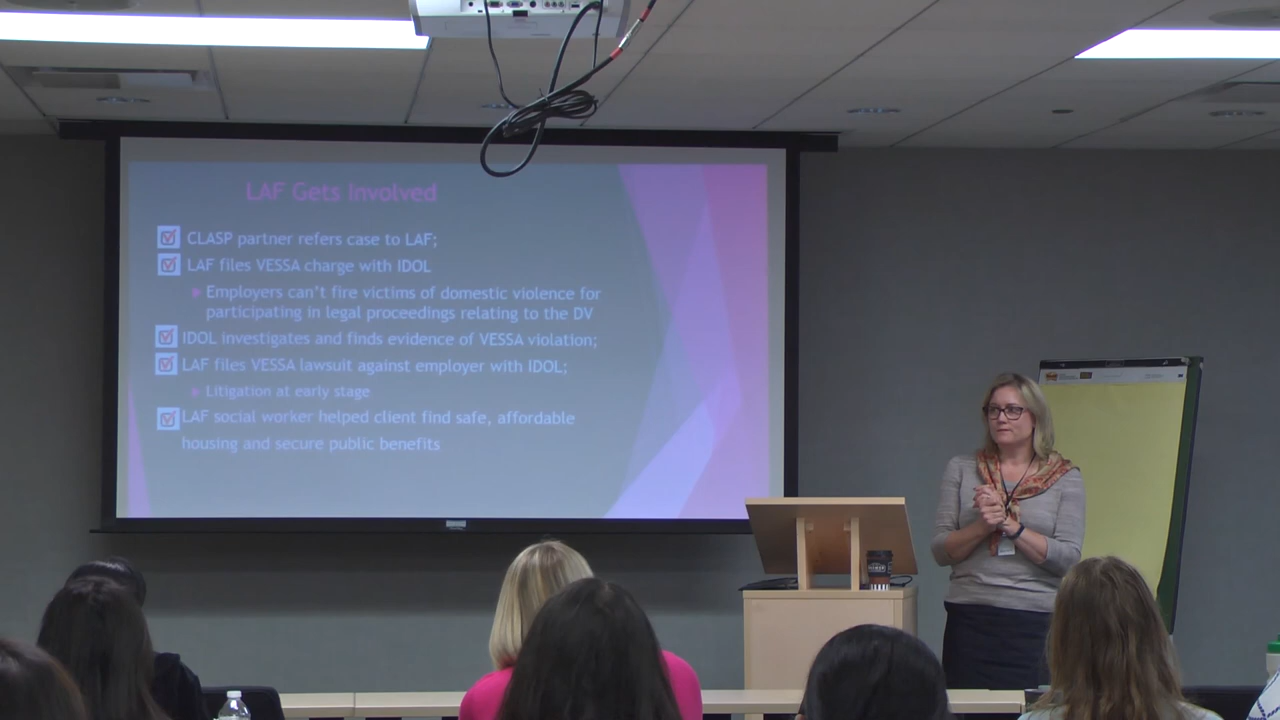 LAF Gets Involved
CLASP partner refers case to LAF;
LAF files VESSA charge with IDOL
Employers can't fire victims of domestic violence for
participating in legal proceedings relating to the DV
IDOL investigates and finds evidence of VESSA violation;
LAF files VESSA lawsuit against employer with IDOL;
Litigation at early stage
LAF social worker helped client find safe, affordable
housing and secure public benefits